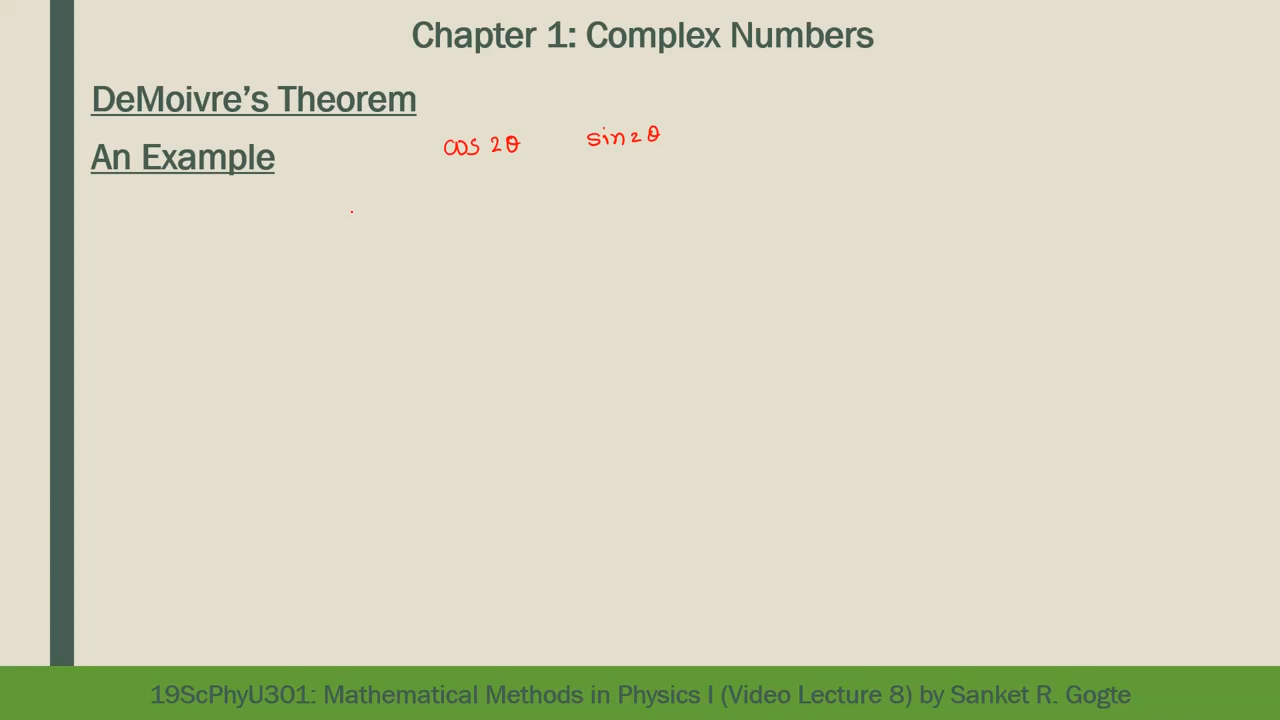 Chapter 1: Complex Numbers
DeMoivre’s Theorem
An Example
cos 2θ sin 2θ
19ScPhyU301: Mathematical Methods in Physics I (Video Lecture 8) by Sanket R. Gogte